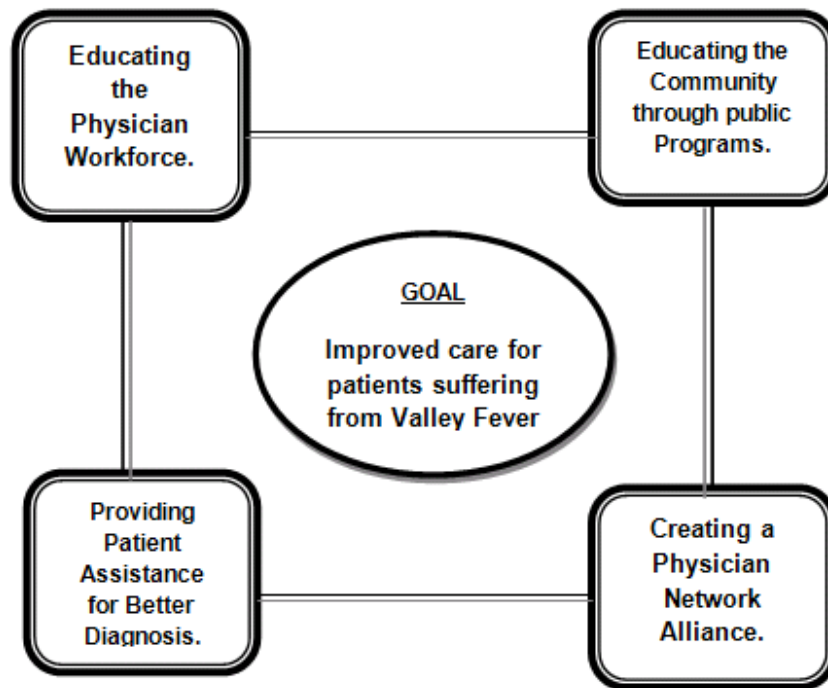 Educating
the
Physician
Workforce.
Educating the
Community
through public
Programs.
GOAL
Improved care for
patients suffering
from Valley Fever
Providing
Patient
Assistance
for Better
Diagnosis.
Creating a
Physician
Network
Alliance.